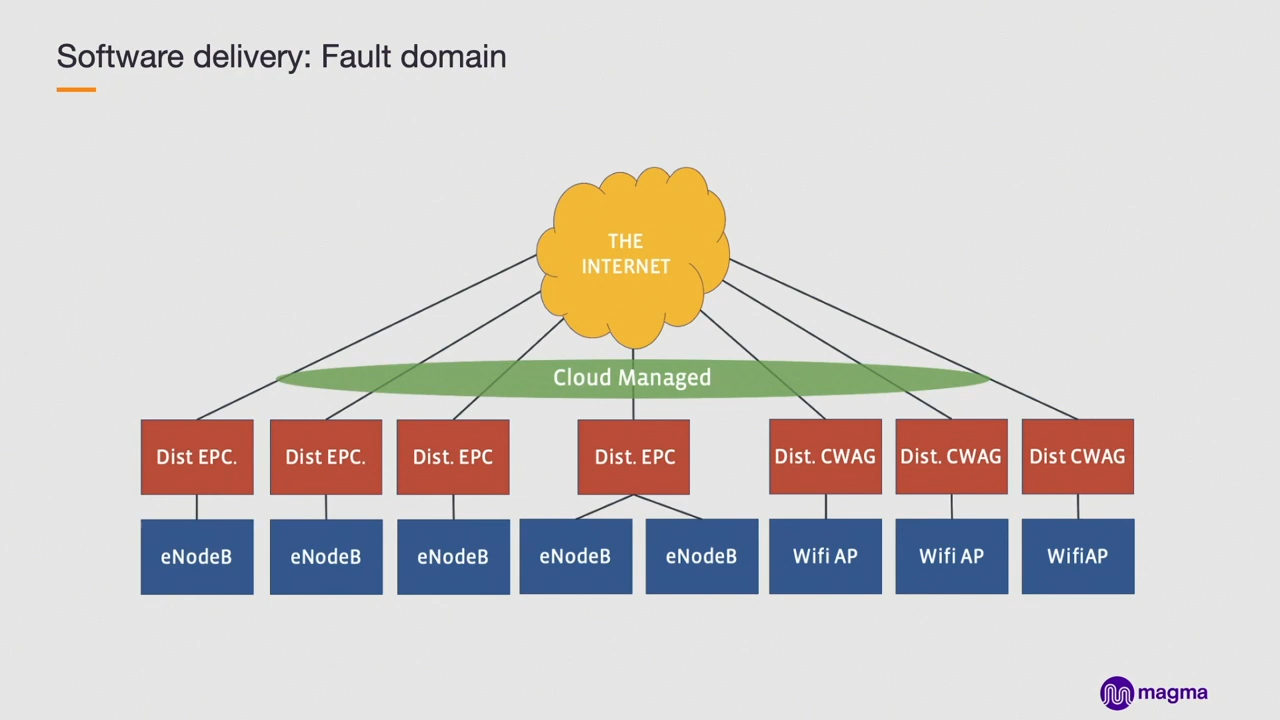 Software delivery: Fault domain
THE
INTERNET
Cloud Managed
Dist EPC.
Dist EPC.
Dist. EPC
Dist. EPC
Dist. CWAG
Dist. CWAG
Dist CWAG
eNodeB
eNodeB
eNodeB
eNodeB
eNodeB
Wifi AP
Wifi AP
WifiAP
magma